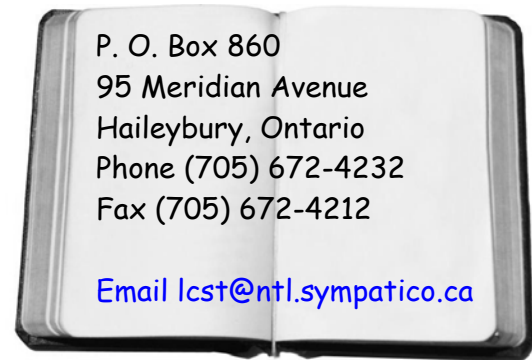 P. O. Box 860
95 Meridian Avenue
Haileybury, Ontario
Phone (705) 672-4232
Fax (705) 672-4212
Email lcst@ntl.sympatico.ca